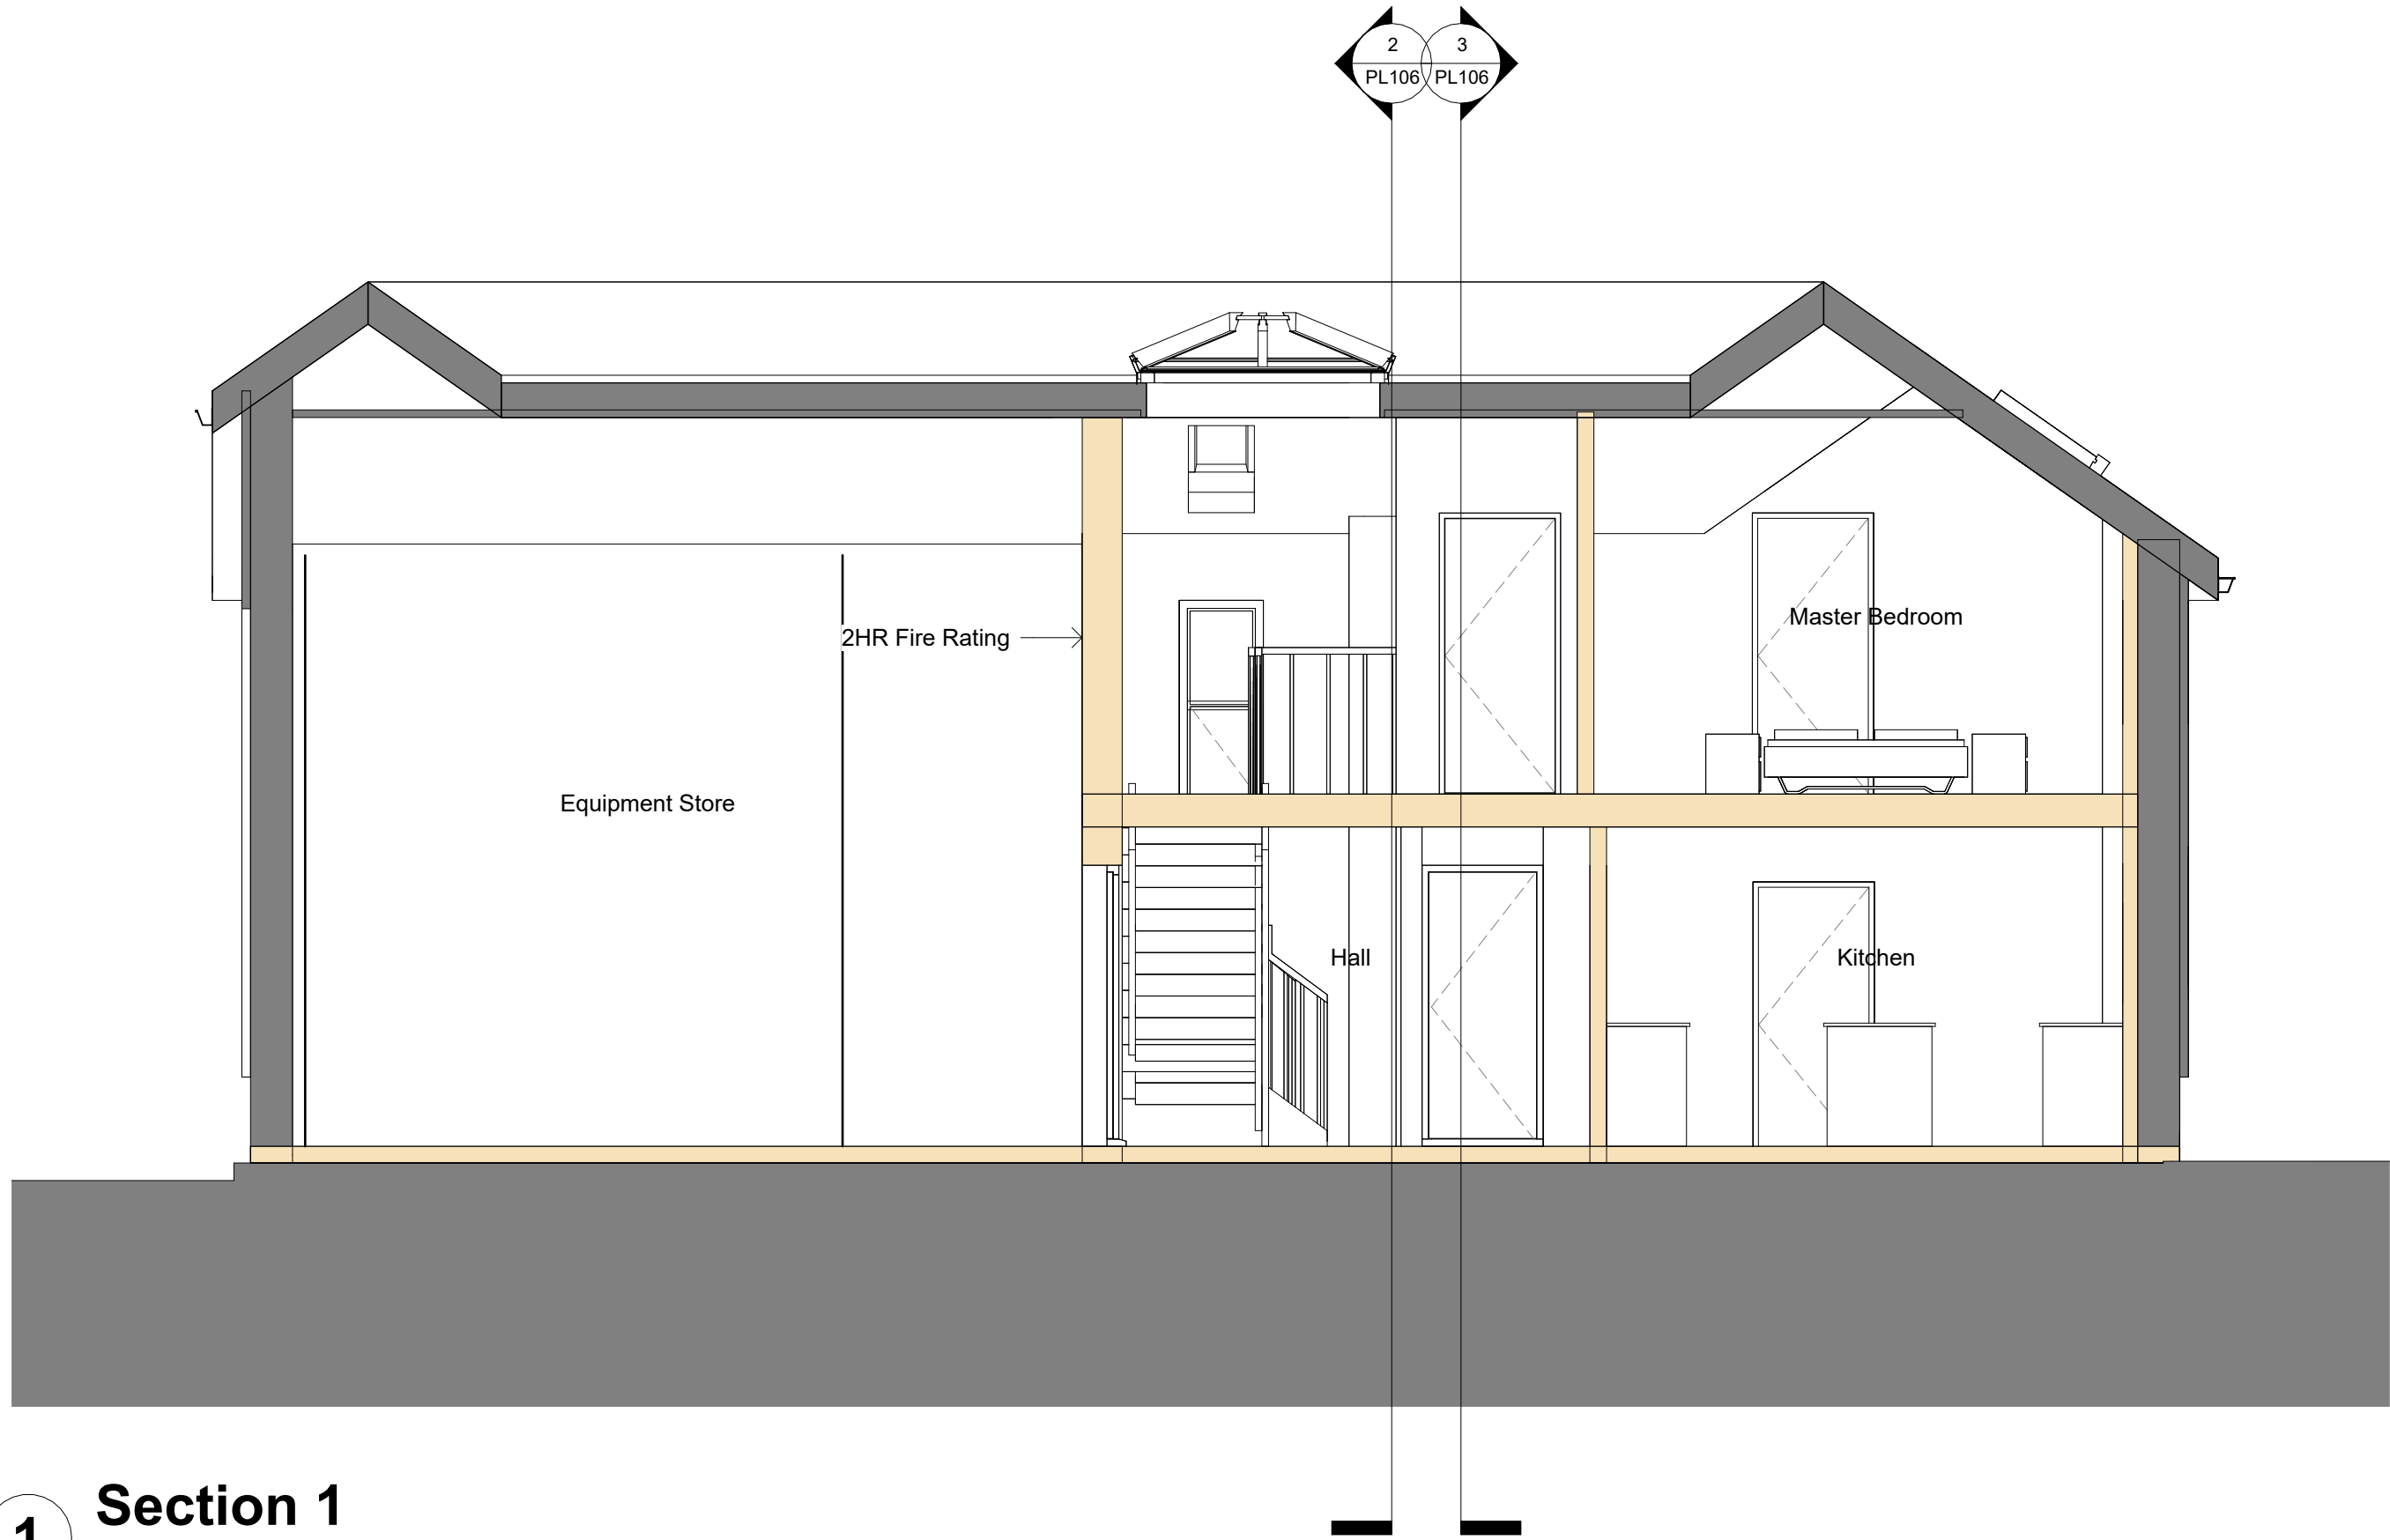 2
3
PL106
PL106
2HR Fire Rating
Master Bedroom
Equipment Store
Hall
Kitchen
Section 1
1